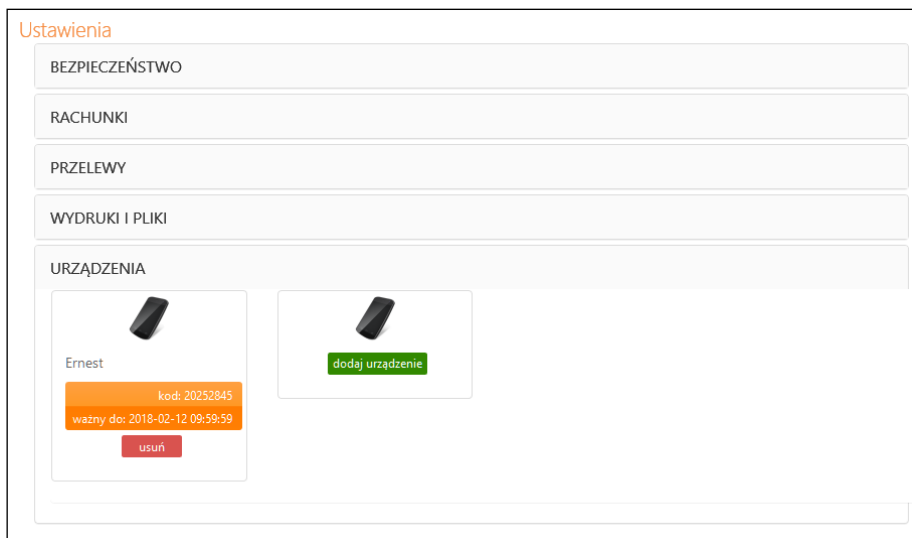 Ustawienia
BEZPIECZEŃSTWO
RACHUNKI
PRZELEWY
WYDRUKI I PLIKI
URZĄDZENIA
Ernest
kod: 20252845
ważny do: 2018-02-12 09:59:59
usuń
dodaj urządzenie